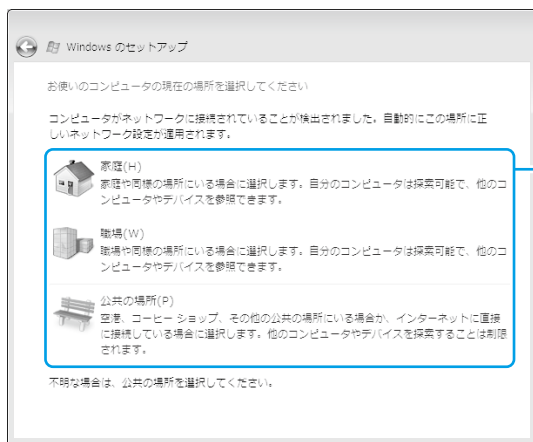 Windows のセットアップ
お使いのコンピュータの現在の場所を選択してください
コンピュータがネットワークに接続されていることが検出されました。自動的にこの場所に正
しいネットワーク設定が適用されます。
家庭(H)
家庭や同様の場所にいる場合に選択します。自分のコンピュータは探索可能で、他のコ
ンピュータやデバイスを参照できます。
職場(W)
職場や同様の場所にいる場合に選択します。自分のコンピュータは探索可能で、他のコ
ンピュータやデバイスを参照できます。
公共の場所(P)
空港、コーヒー ショップ、その他の公共の場所にいる場合か、インターネットに直接
に接続している場合に選択します。他のコンピュータやデバイスを探索することは制限
されます。
不明な場合は、公共の場所を選択してください。